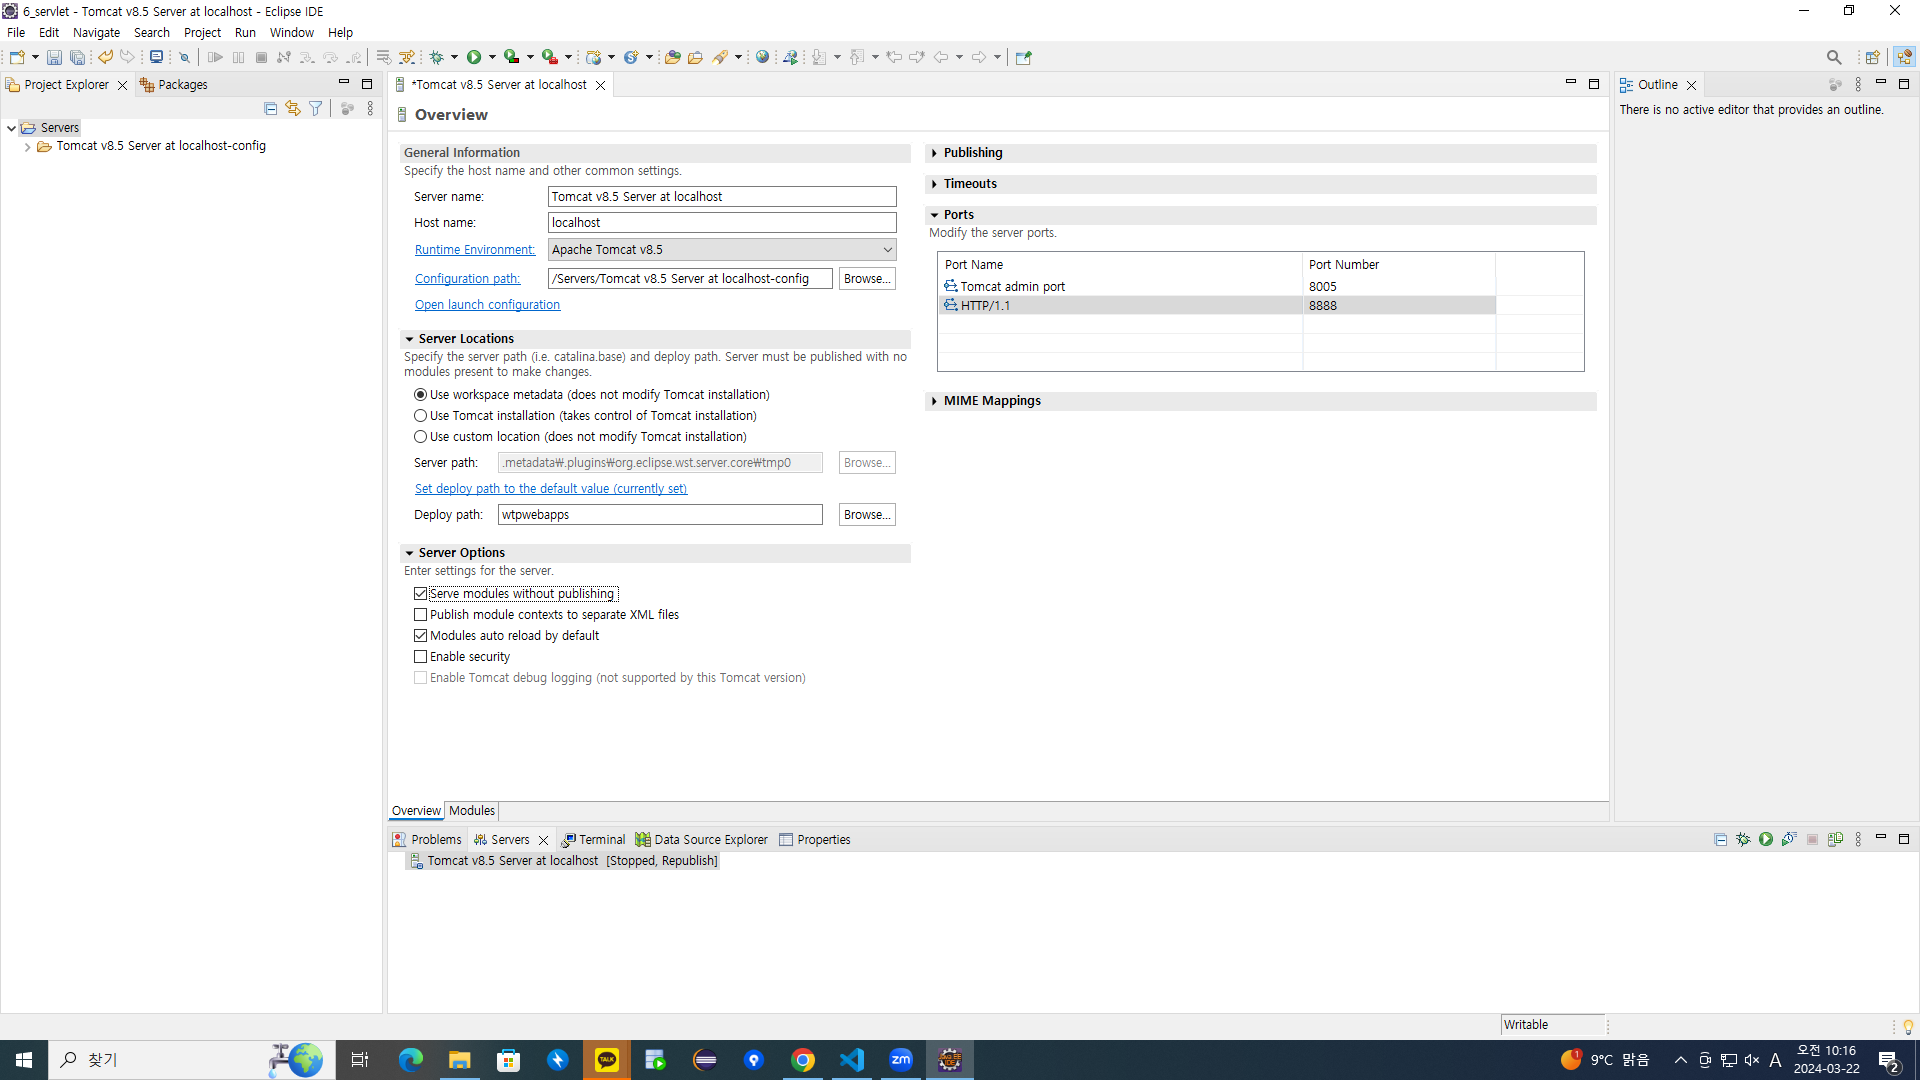 6_servlet - Tomcat v8.5 Server at localhost - Eclipse IDE
File Edit Navigate Search Project Run Window Help
Project Explorer
Packages
Servers
Tomcat v8.5 Server at localhost-config
*Tomcat v8.5 Server at localhost
Overview
General Information
Specify the host name and other common settings.
Server name: Tomcat v8.5 Server at localhost
Host name: localhost
Runtime Environment: Apache Tomcat v8.5
Configuration path: /Servers/Tomcat v8.5 Server at localhost-config Browse...
Open launch configuration
Server Locations
Specify the server path (i.e. catalina.base) and deploy path. Server must be published with no
modules present to make changes.
Use workspace metadata (does not modify Tomcat installation)
Use Tomcat installation (takes control of Tomcat installation)
Use custom location (does not modify Tomcat installation)
Server path: .metadata₩.plugins₩org.eclipse.wst.server.core₩tmp0 Browse...
Set deploy path to the default value (currently set)
Deploy path: wtpwebapps Browse...
Server Options
Enter settings for the server.
Serve modules without publishing
Publish module contexts to separate XML files
Modules auto reload by default
Enable security
Enable Tomcat debug logging (not supported by this Tomcat version)
Publishing
Timeouts
Ports
Modify the server ports.
Port Name Port Number
Tomcat admin port 8005
HTTP/1.1 8888
MIME Mappings
Overview Modules
Outline
There is no active editor that provides an outline.
Problems Servers Terminal Data Source Explorer Properties
Tomcat v8.5 Server at localhost [Stopped, Republish]
Writable
찾기
TALK
zm
1
9°C 맑음
A
오전 10:16
2024-03-22
2